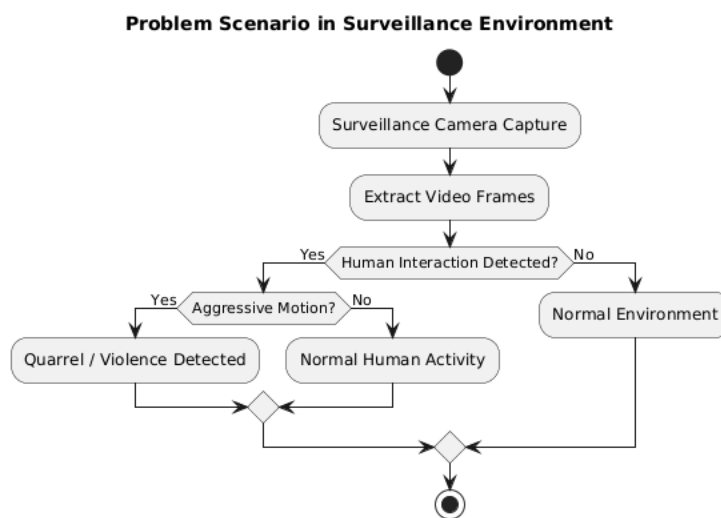 Problem Scenario in Surveillance Environment
Surveillance Camera Capture
Extract Video Frames
Yes
Human Interaction Detected?
No
Yes
Aggressive Motion?
No
Normal Environment
Quarrel / Violence Detected
Normal Human Activity